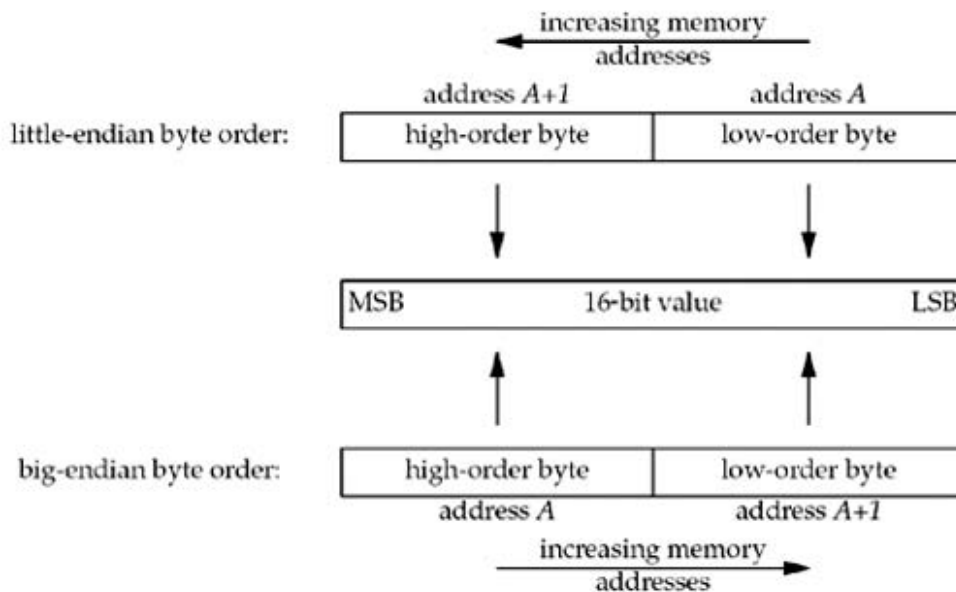 increasing memory
addresses
address A+1 address A
little-endian byte order: high-order byte low-order byte
MSB 16-bit value LSB
big-endian byte order: high-order byte low-order byte
address A address A+1
increasing memory
addresses